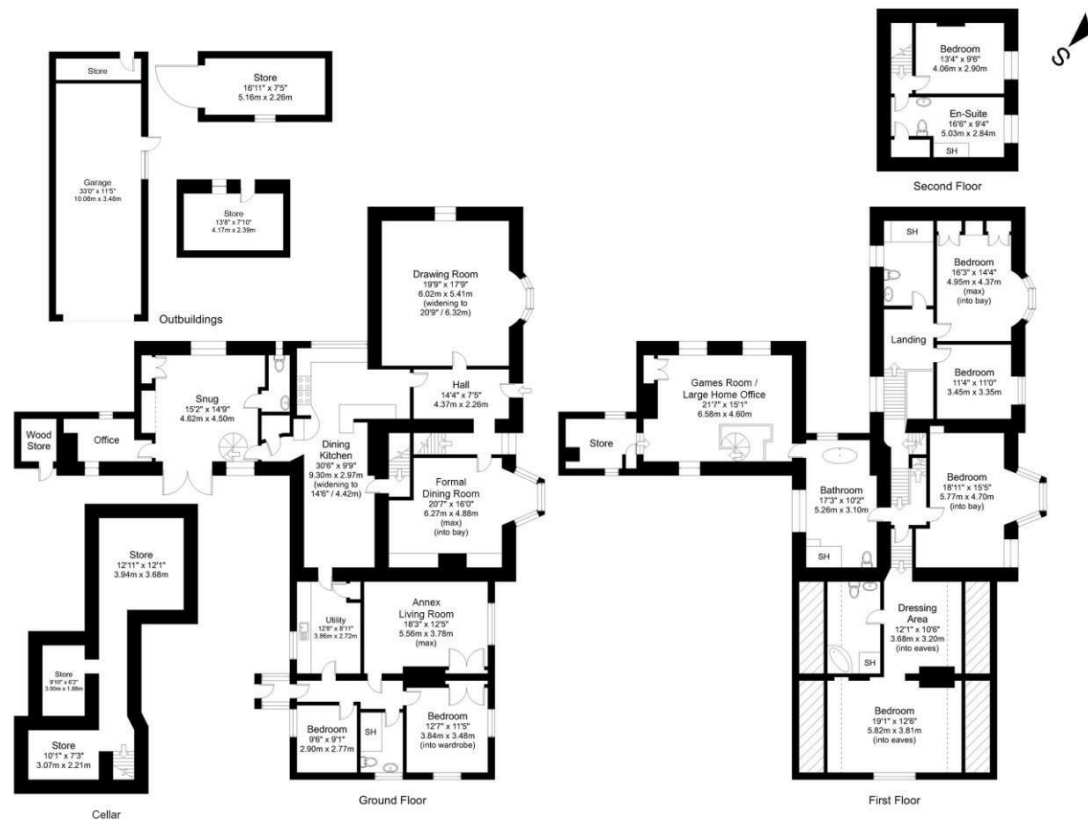 S
Store
Store
16'11" x 7'5"
5.16m x 2.26m
Garage
33'0" x 11'5"
10.06m x 3.48m
Store
13'8" x 7'10"
4.17m x 2.39m
Outbuildings
Bedroom
13'4" x 9'6"
4.06m x 2.90m
En-Suite
16'6" x 9'4"
5.03m x 2.84m
SH
Second Floor
Drawing Room
19'9" x 17'9"
6.02m x 5.41m
(widening to
20'9" / 6.32m)
Hall
14'4" x 7'5"
4.37m x 2.26m
Snug
15'2" x 14'9"
4.62m x 4.50m
Wood
Store
Office
Dining
Kitchen
30'6" x 9'9"
9.30m x 2.97m
(widening to
14'6" / 4.42m)
Formal
Dining Room
20'7" x 16'0"
6.27m x 4.88m
(max)
(into bay)
Utility
12'8" x 8'11"
3.86m x 2.72m
Annex
Living Room
18'3" x 12'5"
5.56m x 3.78m
(max)
Bedroom
9'6" x 9'1"
2.90m x 2.77m
SH
Bedroom
12'7" x 11'5"
3.84m x 3.48m
(into wardrobe)
Ground Floor
Store
12'11" x 12'1"
3.94m x 3.68m
Store
9'10" x 6'2"
3.00m x 1.88m
Store
10'1" x 7'3"
3.07m x 2.21m
Cellar
SH
Bedroom
16'3" x 14'4"
4.95m x 4.37m
(max)
(into bay)
Landing
Bedroom
11'4" x 11'0"
3.45m x 3.35m
Games Room /
Large Home Office
21'7" x 15'1"
6.58m x 4.60m
Store
Bathroom
17'3" x 10'2"
5.26m x 3.10m
SH
Bedroom
18'11" x 15'5"
5.77m x 4.70m
(into bay)
Dressing
Area
12'1" x 10'6"
3.68m x 3.20m
(into eaves)
SH
Bedroom
19'1" x 12'6"
5.82m x 3.81m
(into eaves)
First Floor